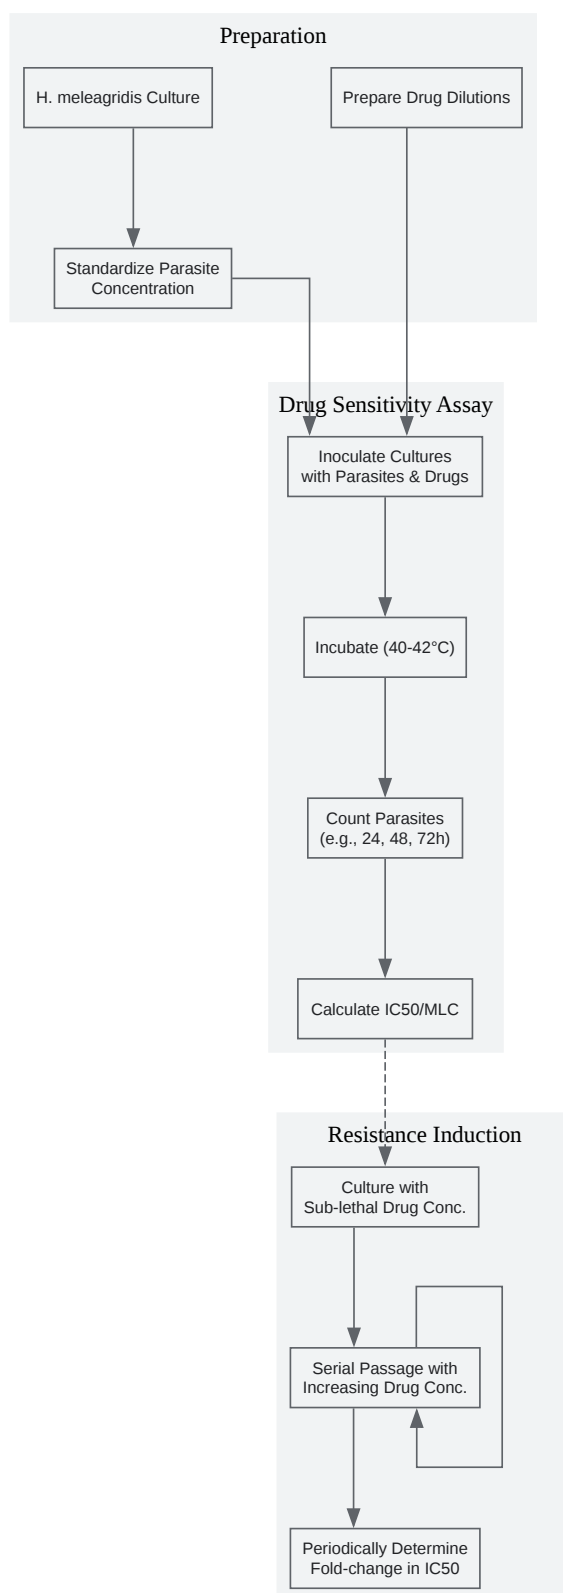 Preparation
H. meleagridis Culture
Prepare Drug Dilutions
Standardize Parasite
Concentration
Drug Sensitivity Assay
Inoculate Cultures
with Parasites & Drugs
Incubate (40-42°C)
Count Parasites
(e.g., 24, 48, 72h)
Calculate IC50/MLC
Resistance Induction
Culture with
Sub-lethal Drug Conc.
Serial Passage with
Increasing Drug Conc.
Periodically Determine
Fold-change in IC50